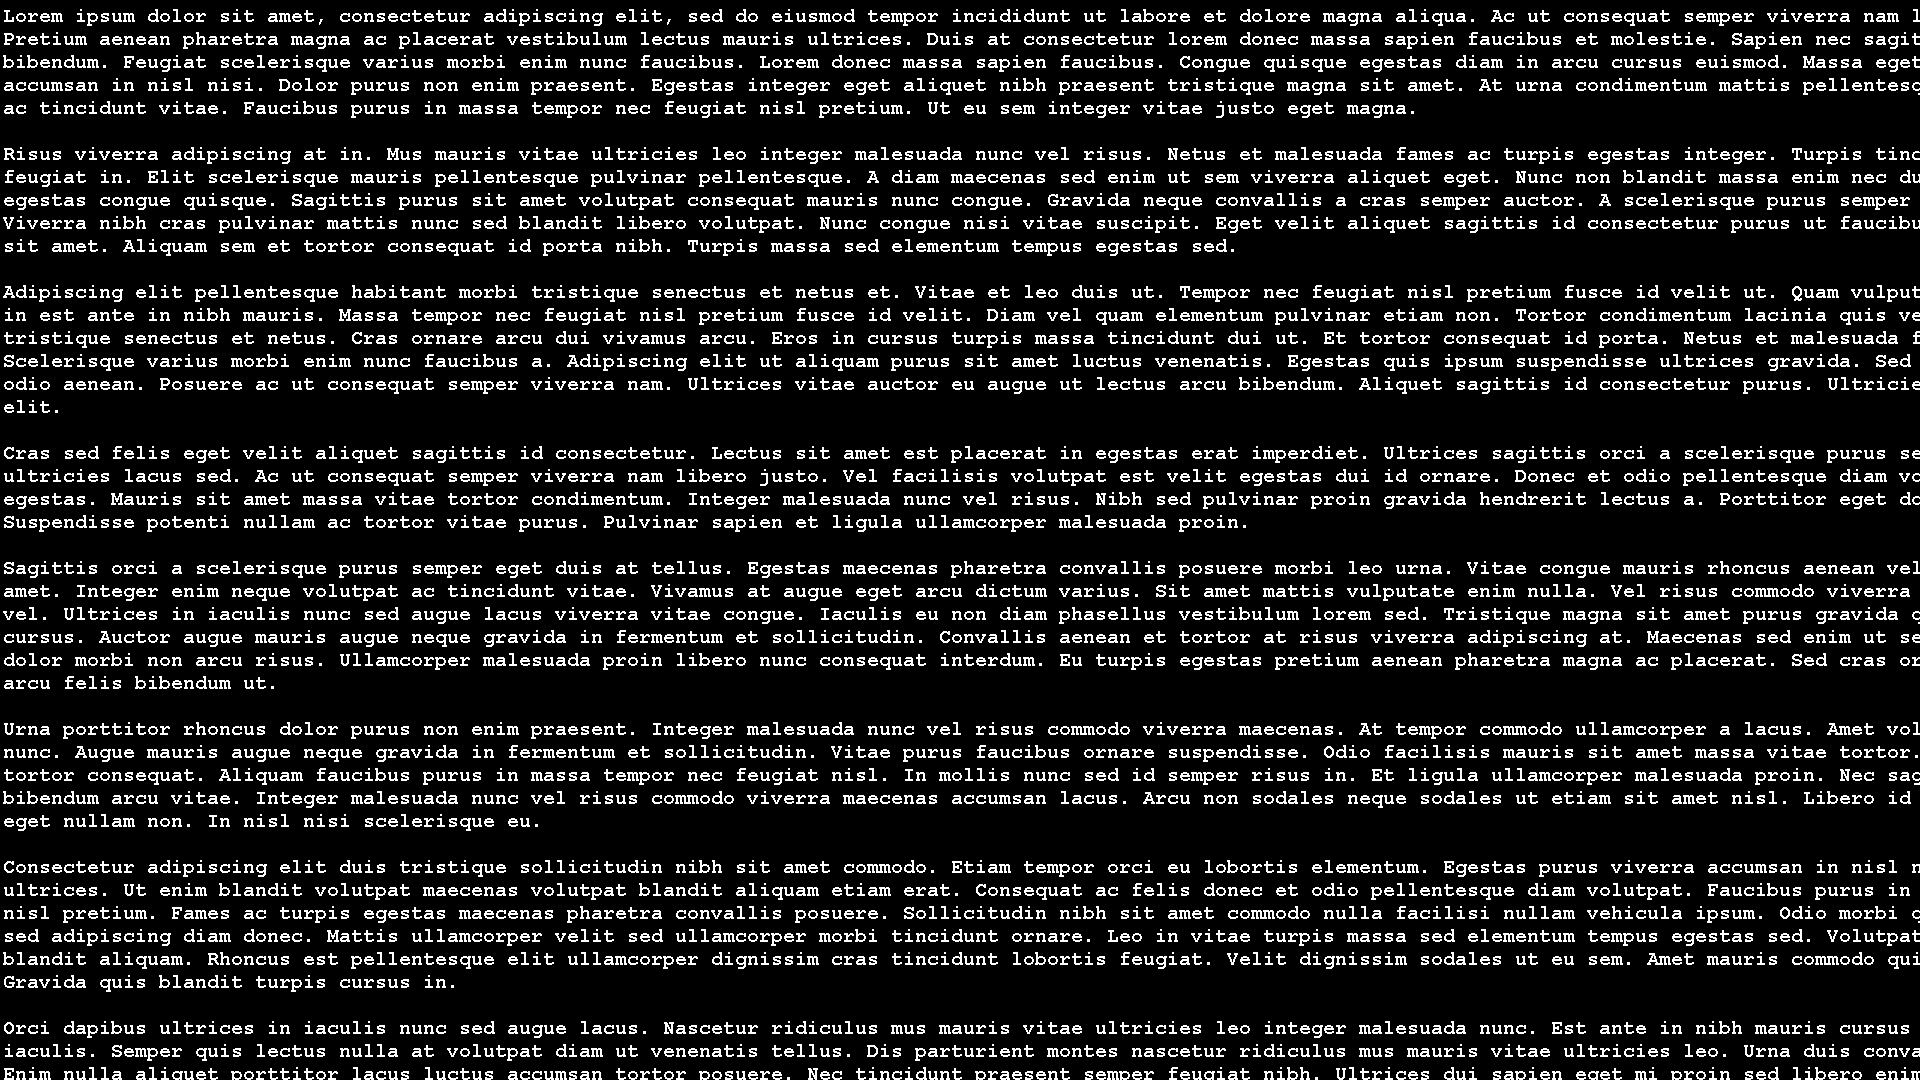 Lorem ipsum dolor sit amet, consectetur adipiscing elit, sed do eiusmod tempor incididunt ut labore et dolore magna aliqua. Ac ut consequat semper viverra nam
Pretium aenean pharetra magna ac placerat vestibulum lectus mauris ultrices. Duis at consectetur lorem donec massa sapien faucibus et molestie. Sapien nec
bibendum. Feugiat scelerisque varius morbi enim nunc faucibus. Lorem donec massa sapien faucibus. Congue quisque egestas diam in arcu cursus euismod. Massa eget
accumsan in nisl nisi. Dolor purus non enim praesent. Egestas integer eget aliquet nibh praesent tristique magna sit amet. At urna condimentum mattis
ac tincidunt vitae. Faucibus purus in massa tempor nec feugiat nisl pretium. Ut eu sem integer vitae justo eget magna.

Risus viverra adipiscing at in. Mus mauris vitae ultricies leo integer malesuada nunc vel risus. Netus et malesuada fames ac turpis egestas integer. Turpis
feugiat in. Elit scelerisque mauris pellentesque pulvinar pellentesque. A diam maecenas sed enim ut sem viverra aliquet eget. Nunc non blandit massa enim nec
egestas congue quisque. Sagittis purus sit amet volutpat consequat mauris nunc congue. Gravida neque convallis a cras semper auctor. A scelerisque purus semper
Viverra nibh cras pulvinar mattis nunc sed blandit libero volutpat. Nunc congue nisi vitae suscipit. Eget velit aliquet sagittis id consectetur purus ut
sit amet. Aliquam sem et tortor consequat id porta nibh. Turpis massa sed elementum tempus egestas sed.

Adipiscing elit pellentesque habitant morbi tristique senectus et netus et. Vitae et leo duis ut. Tempor nec feugiat nisl pretium fusce id velit ut. Quam
in est ante in nibh mauris. Massa tempor nec feugiat nisl pretium fusce id velit. Diam vel quam elementum pulvinar etiam non. Tortor condimentum lacinia quis
tristique senectus et netus. Cras ornare arcu dui vivamus arcu. Eros in cursus turpis massa tincidunt dui ut. Et tortor consequat id porta. Netus et malesuada
Scelerisque varius morbi enim nunc faucibus a. Adipiscing elit ut aliquam purus sit amet luctus venenatis. Egestas quis ipsum suspendisse ultrices gravida. Sed
odio aenean. Posuere ac ut consequat semper viverra nam. Ultrices vitae auctor eu augue ut lectus arcu bibendum. Aliquet sagittis id consectetur purus.
elit.

Cras sed felis eget velit aliquet sagittis id consectetur. Lectus sit amet est placerat in egestas erat imperdiet. Ultrices sagittis orci a scelerisque purus
ultricies lacus sed. Ac ut consequat semper viverra nam libero justo. Vel facilisis volutpat est velit egestas dui id ornare. Donec et odio pellentesque diam
egestas. Mauris sit amet massa vitae tortor condimentum. Integer malesuada nunc vel risus. Nibh sed pulvinar proin gravida hendrerit lectus a. Porttitor eget
Suspendisse potenti nullam ac tortor vitae purus. Pulvinar sapien et ligula ullamcorper malesuada proin.

Sagittis orci a scelerisque purus semper eget duis at tellus. Egestas maecenas pharetra convallis posuere morbi leo urna. Vitae congue mauris rhoncus aenean vel
amet. Integer enim neque volutpat ac tincidunt vitae. Vivamus at augue eget arcu dictum varius. Sit amet mattis vulputate enim nulla. Vel risus commodo viverra
vel. Ultrices in iaculis nunc sed augue lacus viverra vitae congue. Iaculis eu non diam phasellus vestibulum lorem sed. Tristique magna sit amet purus gravida
cursus. Auctor augue mauris augue neque gravida in fermentum et sollicitudin. Convallis aenean et tortor at risus viverra adipiscing at. Maecenas sed enim ut
dolor morbi non arcu risus. Ullamcorper malesuada proin libero nunc consequat interdum. Eu turpis egestas pretium aenean pharetra magna ac placerat. Sed cras
arcu felis bibendum ut.

Urna porttitor rhoncus dolor purus non enim praesent. Integer malesuada nunc vel risus commodo viverra maecenas. At tempor commodo ullamcorper a lacus. Amet
nunc. Augue mauris augue neque gravida in fermentum et sollicitudin. Vitae purus faucibus ornare suspendisse. Odio facilisis mauris sit amet massa vitae tortor.
tortor consequat. Aliquam faucibus purus in massa tempor nec feugiat nisl. In mollis nunc sed id semper risus in. Et ligula ullamcorper malesuada proin. Nec
bibendum arcu vitae. Integer malesuada nunc vel risus commodo viverra maecenas accumsan lacus. Arcu non sodales neque sodales ut etiam sit amet nisl. Libero id
eget nullam non. In nisl nisi scelerisque eu.

Consectetur adipiscing elit duis tristique sollicitudin nibh sit amet commodo. Etiam tempor orci eu lobortis elementum. Egestas purus viverra accumsan in nisl
ultrices. Ut enim blandit volutpat maecenas volutpat blandit aliquam etiam erat. Consequat ac felis donec et odio pellentesque diam volutpat. Faucibus purus in
nisl pretium. Fames ac turpis egestas maecenas pharetra convallis posuere. Sollicitudin nibh sit amet commodo nulla facilisi nullam vehicula ipsum. Odio morbi
sed adipiscing diam donec. Mattis ullamcorper velit sed ullamcorper morbi tincidunt ornare. Leo in vitae turpis massa sed elementum tempus egestas sed. Volutpat
blandit aliquam. Rhoncus est pellentesque elit ullamcorper dignissim cras tincidunt lobortis feugiat. Velit dignissim sodales ut eu sem. Amet mauris commodo
Gravida quis blandit turpis cursus in.

Orci dapibus ultrices in iaculis nunc sed augue lacus. Nascetur ridiculus mus mauris vitae ultricies leo integer malesuada nunc. Est ante in nibh mauris cursus
iaculis. Semper quis lectus nulla at volutpat diam ut venenatis tellus. Dis parturient montes nascetur ridiculus mus mauris vitae ultricies leo. Urna duis
Enim nulla aliquet porttitor lacus luctus accumsan tortor posuere. Nec tincidunt praesent semper feugiat nibh. Ultrices dui sapien eget mi proin sed libero